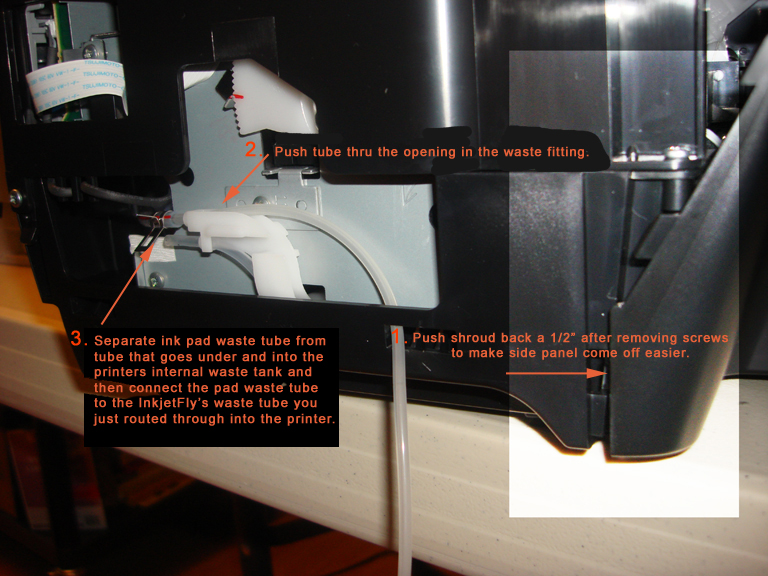 2. Push tube thru the opening in the waste fitting.
1. Push shroud back a 1/2" after removing screws
to make side panel come off easier.
3. Separate ink pad waste tube from
tube that goes under and into the
printers internal waste tank and
then connect the pad waste tube
to the InkjetFly's waste tube you
just routed through into the printer.